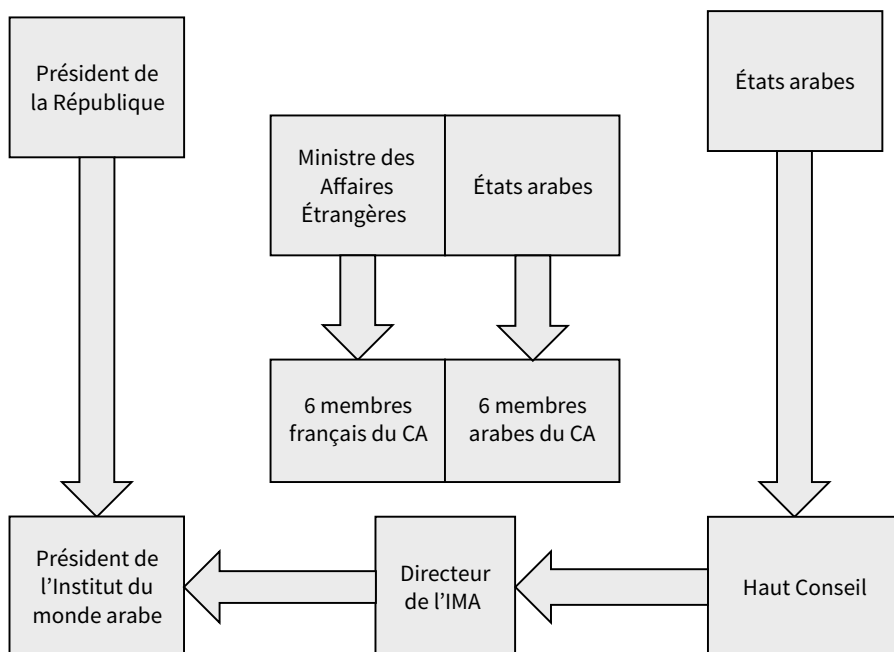 Président de
la République
États arabes
Ministre des
Affaires
Étrangères
États arabes
6 membres
français du CA
6 membres
arabes du CA
Président de
l’Institut du
monde arabe
Directeur
de l’IMA
Haut Conseil